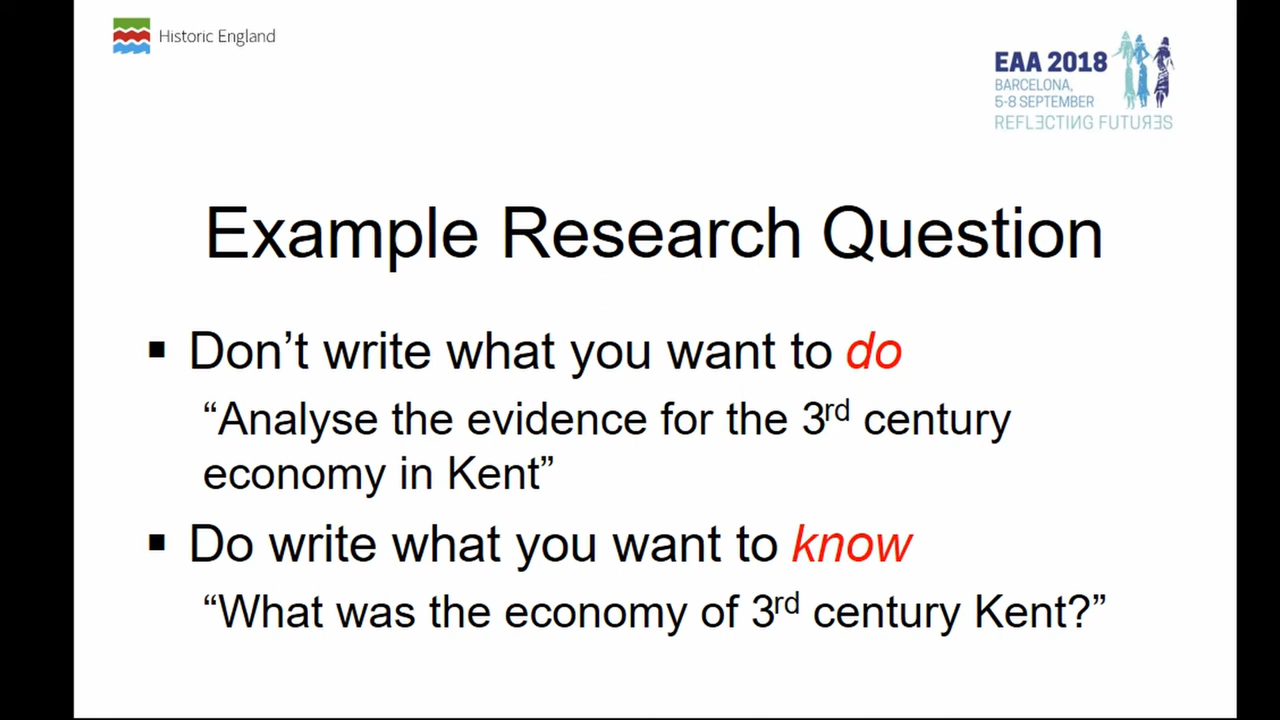 Historic England
EAA 2018
BARCELONA,
5-8 SEPTEMBER
REFLECTING FUTURES
Example Research Question
▪ Don’t write what you want to do
“Analyse the evidence for the 3rd century
economy in Kent”
▪ Do write what you want to know
“What was the economy of 3rd century Kent?”